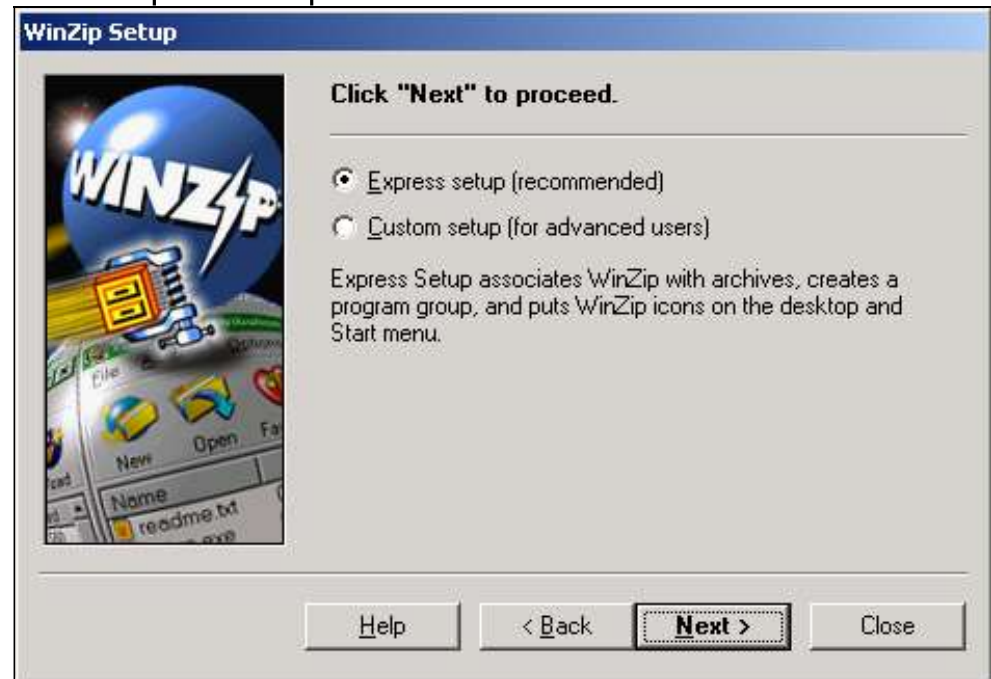 WinZip Setup
Click "Next" to proceed.
WINZIP
Express setup (recommended)
Custom setup (for advanced users)
Express Setup associates WinZip with archives, creates a
program group, and puts WinZip icons on the desktop and
Start menu.
File
New
Open
Name
readme.txt
Help
< Back
Next >
Close